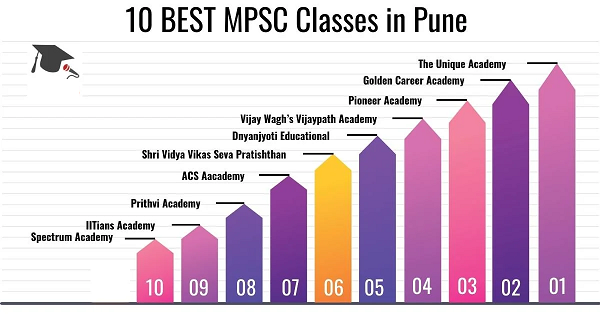 10 BEST MPSC Classes in Pune
The Unique Academy
Golden Career Academy
Pioneer Academy
Vijay Wagh's Vijaypath Academy
Dnyanjyoti Educational
Shri Vidya Vikas Seva Pratishthan
ACS Aacademy
Prithvi Academy
IITians Academy
Spectrum Academy
10 09 08 07 06 05 04 03 02 01